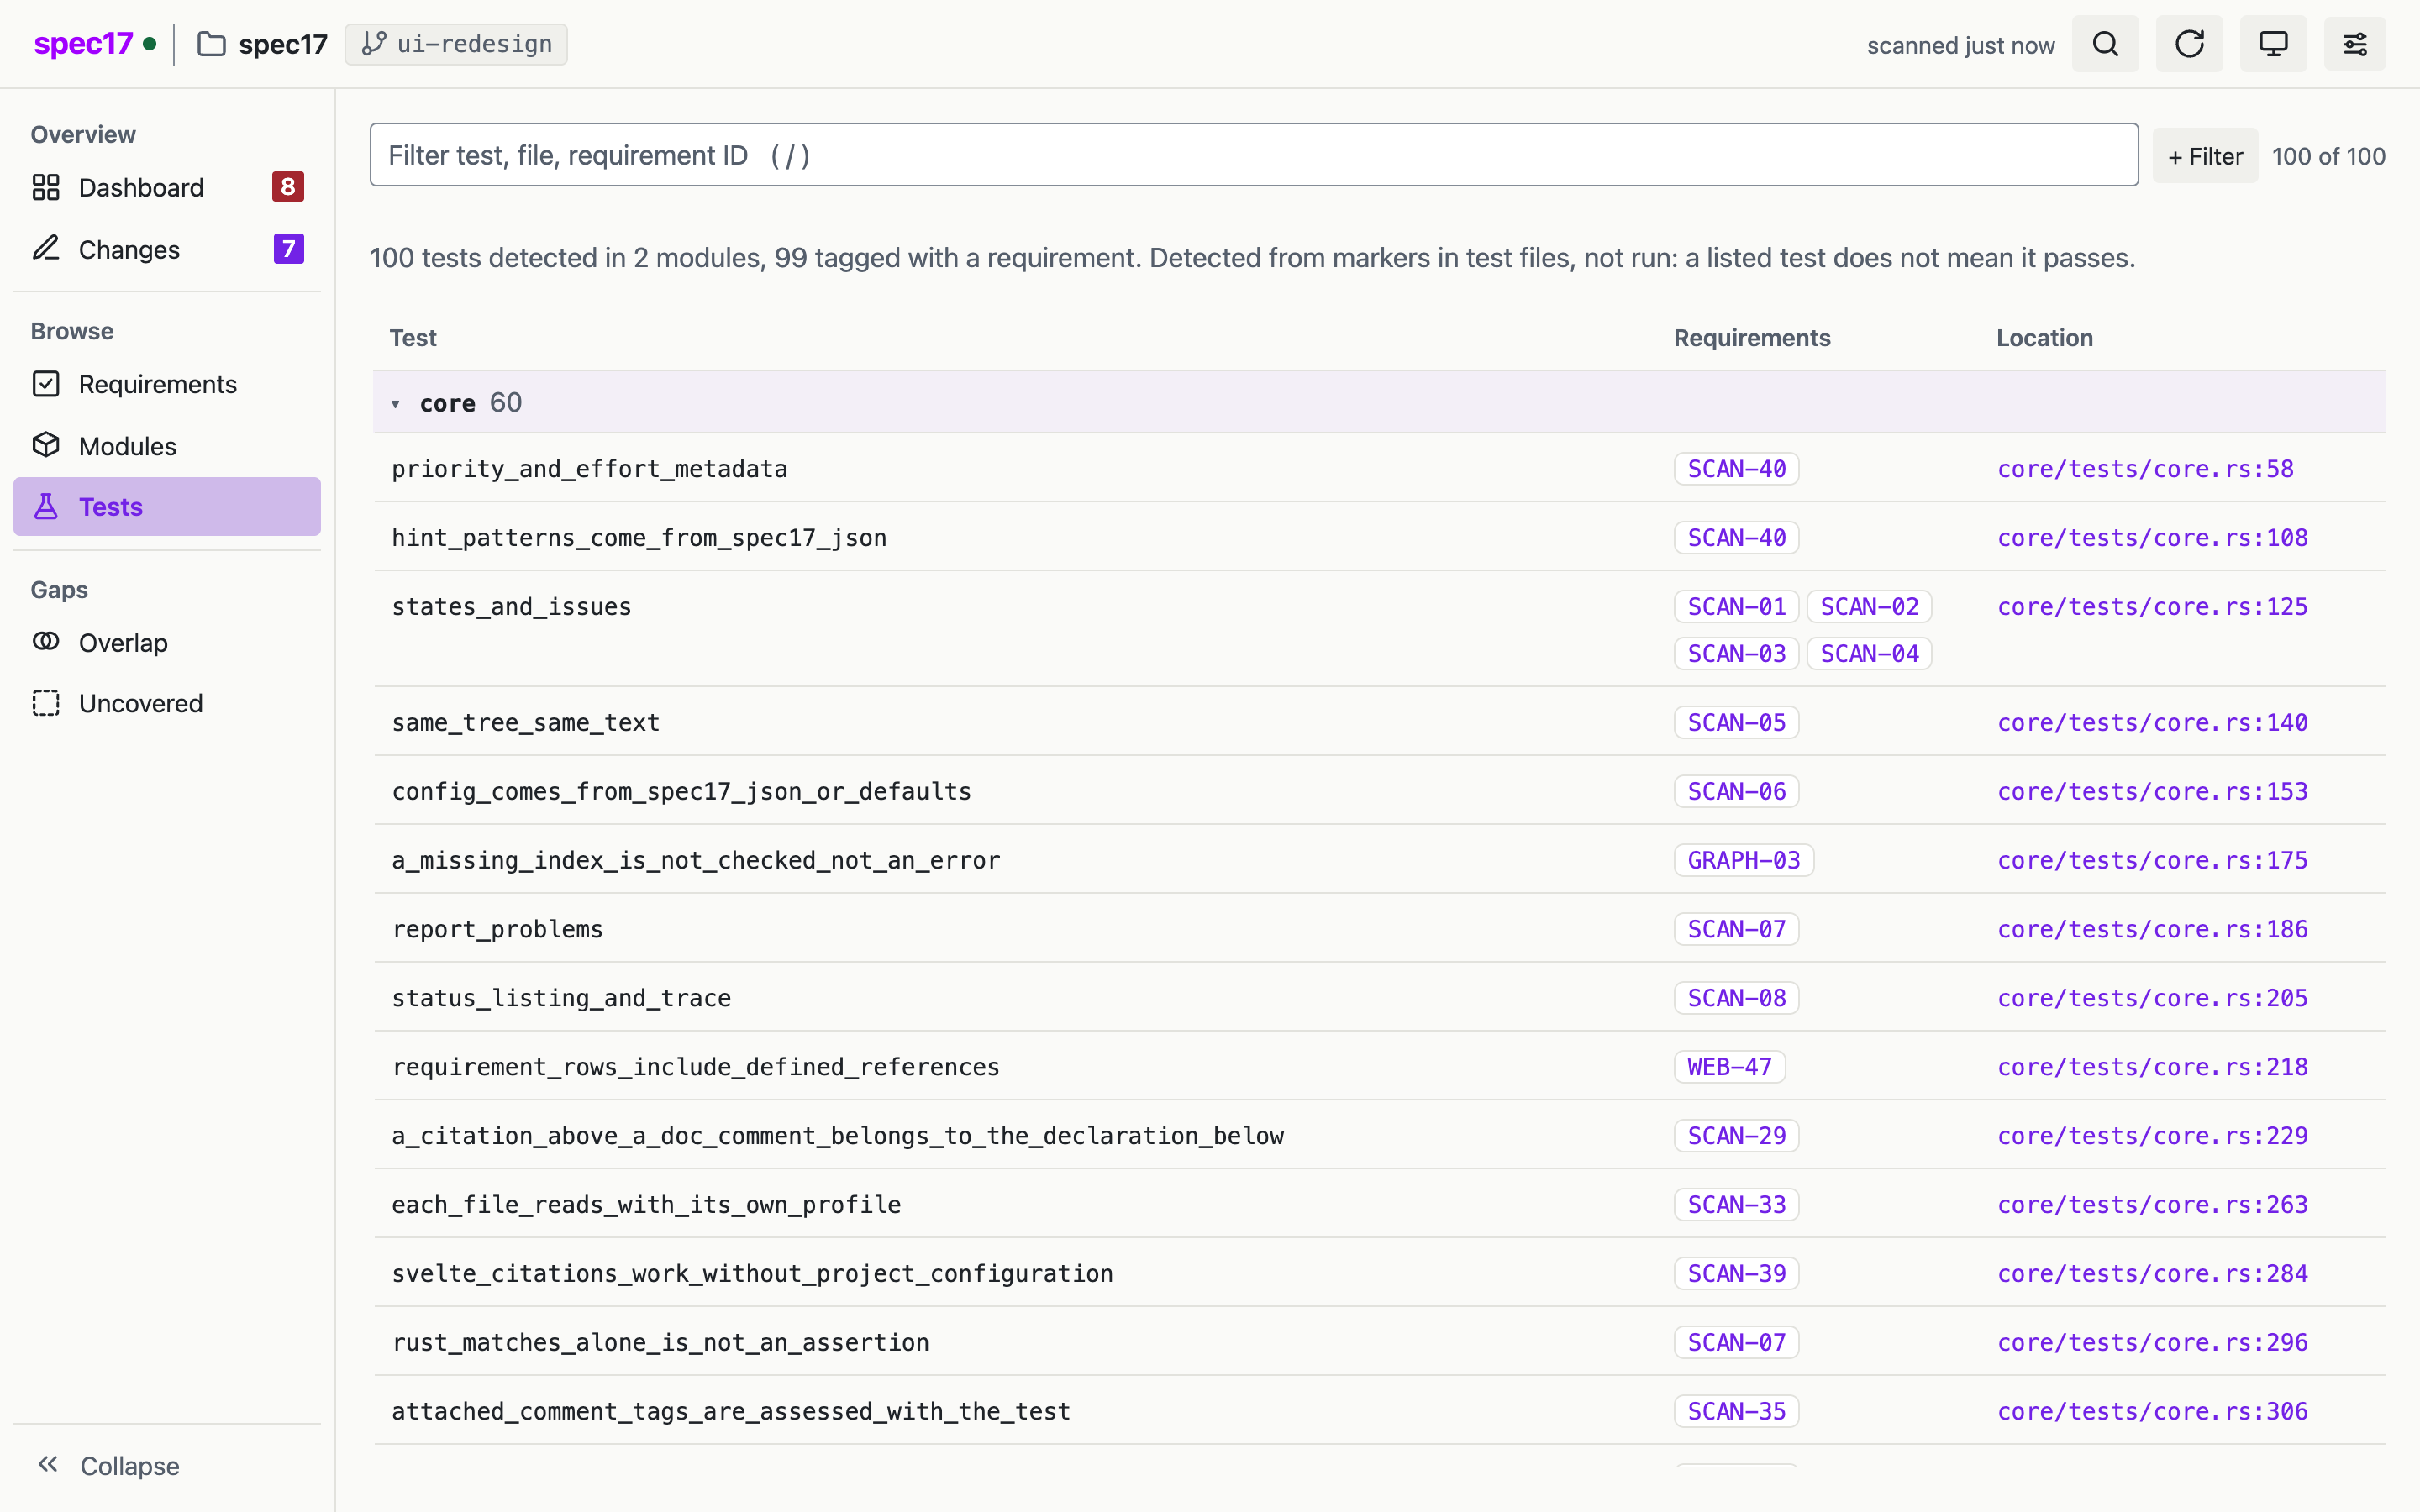 spec17 spec17 ui-redesign scanned just now
Overview
Dashboard 8
Changes 7
Browse
Requirements
Modules
Tests
Gaps
Overlap
Uncovered
Collapse
Filter test, file, requirement ID (/) + Filter 100 of 100
100 tests detected in 2 modules, 99 tagged with a requirement. Detected from markers in test files, not run: a listed test does not mean it passes.
Test Requirements Location
core 60
priority_and_effort_metadata SCAN-40 core/tests/core.rs:58
hint_patterns_come_from_spec17_json SCAN-40 core/tests/core.rs:108
states_and_issues SCAN-01 SCAN-02 core/tests/core.rs:125
SCAN-03 SCAN-04
same_tree_same_text SCAN-05 core/tests/core.rs:140
config_comes_from_spec17_json_or_defaults SCAN-06 core/tests/core.rs:153
a_missing_index_is_not_checked_not_an_error GRAPH-03 core/tests/core.rs:175
report_problems SCAN-07 core/tests/core.rs:186
status_listing_and_trace SCAN-08 core/tests/core.rs:205
requirement_rows_include_defined_references WEB-47 core/tests/core.rs:218
a_citation_above_a_doc_comment_belongs_to_the_declaration_below SCAN-29 core/tests/core.rs:229
each_file_reads_with_its_own_profile SCAN-33 core/tests/core.rs:263
svelte_citations_work_without_project_configuration SCAN-39 core/tests/core.rs:284
rust_matches_alone_is_not_an_assertion SCAN-07 core/tests/core.rs:296
attached_comment_tags_are_assessed_with_the_test SCAN-35 core/tests/core.rs:306